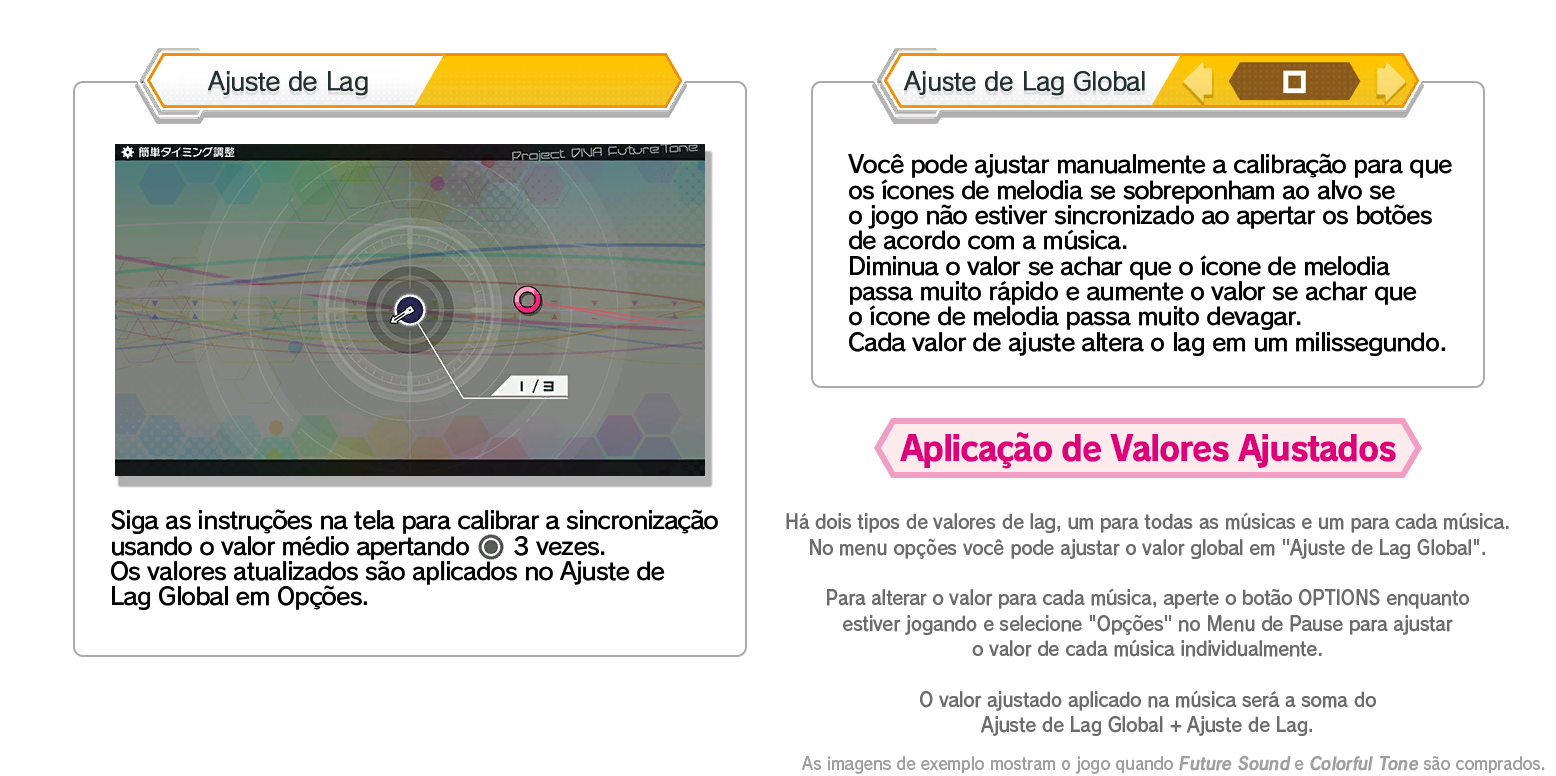 Ajuste de Lag
簡単タイミング調整
Project DIVA Future Tone
1 / 3
Siga as instruções na tela para calibrar a sincronização
usando o valor médio apertando 3 vezes.
Os valores atualizados são aplicados no Ajuste de
Lag Global em Opções.
Ajuste de Lag Global
Você pode ajustar manualmente a calibração para que
os ícones de melodia se sobreponham ao alvo se
o jogo não estiver sincronizado ao apertar os botões
de acordo com a música.
Diminua o valor se achar que o ícone de melodia
passa muito rápido e aumente o valor se achar que
o ícone de melodia passa muito devagar.
Cada valor de ajuste altera o lag em um milissegundo.
Aplicação de Valores Ajustados
Há dois tipos de valores de lag, um para todas as músicas e um para cada música.
No menu opções você pode ajustar o valor global em "Ajuste de Lag Global".
Para alterar o valor para cada música, aperte o botão OPTIONS enquanto
estiver jogando e selecione "Opções" no Menu de Pause para ajustar
o valor de cada música individualmente.
O valor ajustado aplicado na música será a soma do
Ajuste de Lag Global + Ajuste de Lag.
As imagens de exemplo mostram o jogo quando Future Sound e Colorful Tone são comprados.